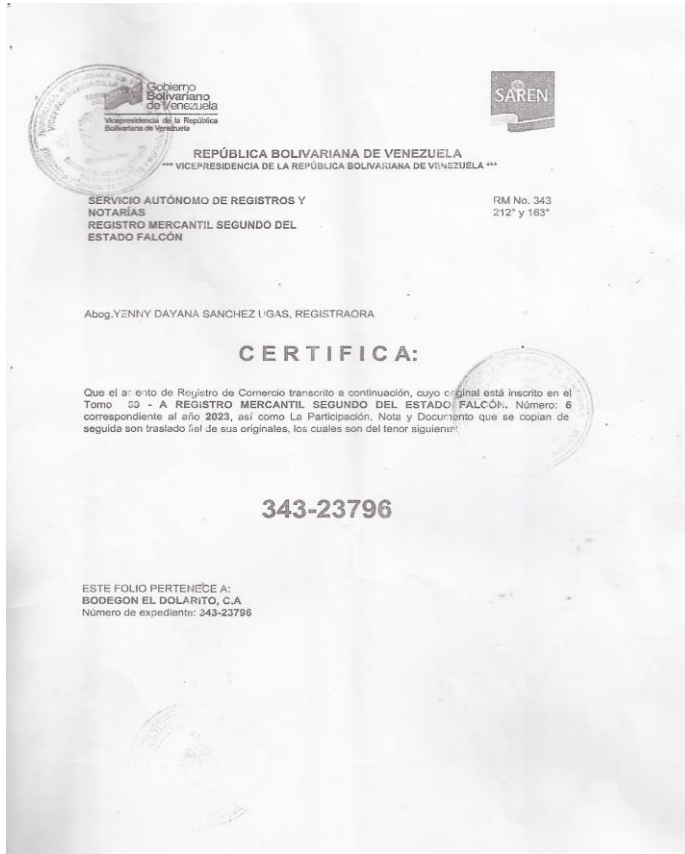 Gobierno
Bolivariano
de Venezuela
Vicepresidencia de la República
Bolivariana de Venezuela
SAREN
REPÚBLICA BOLIVARIANA DE VENEZUELA
*** VICEPRESIDENCIA DE LA REPÚBLICA BOLIVARIANA DE VENEZUELA ***
SERVICIO AUTÓNOMO DE REGISTROS Y
NOTARÍAS
REGISTRO MERCANTIL SEGUNDO DEL
ESTADO FALCÓN
RM No. 343
212° y 163°
Abog.YENNY DAYANA SANCHEZ UGAS, REGISTRAORA
CERTIFICA:
Que el de Registro de Comercio transcrito a continuación, cuyo original está inscrito en el
Tomo - A REGISTRO MERCANTIL SEGUNDO DEL ESTADO FALCÓN. Número: 6
correspondiente al año 2023, así como La Participación, Nota y Documento que se copian de
seguida son traslado fiel de sus originales, los cuales son del tenor siguiente:
343-23796
ESTE FOLIO PERTENECE A:
BODEGON EL DOLARITO, C.A
Número de expediente: 343-23796